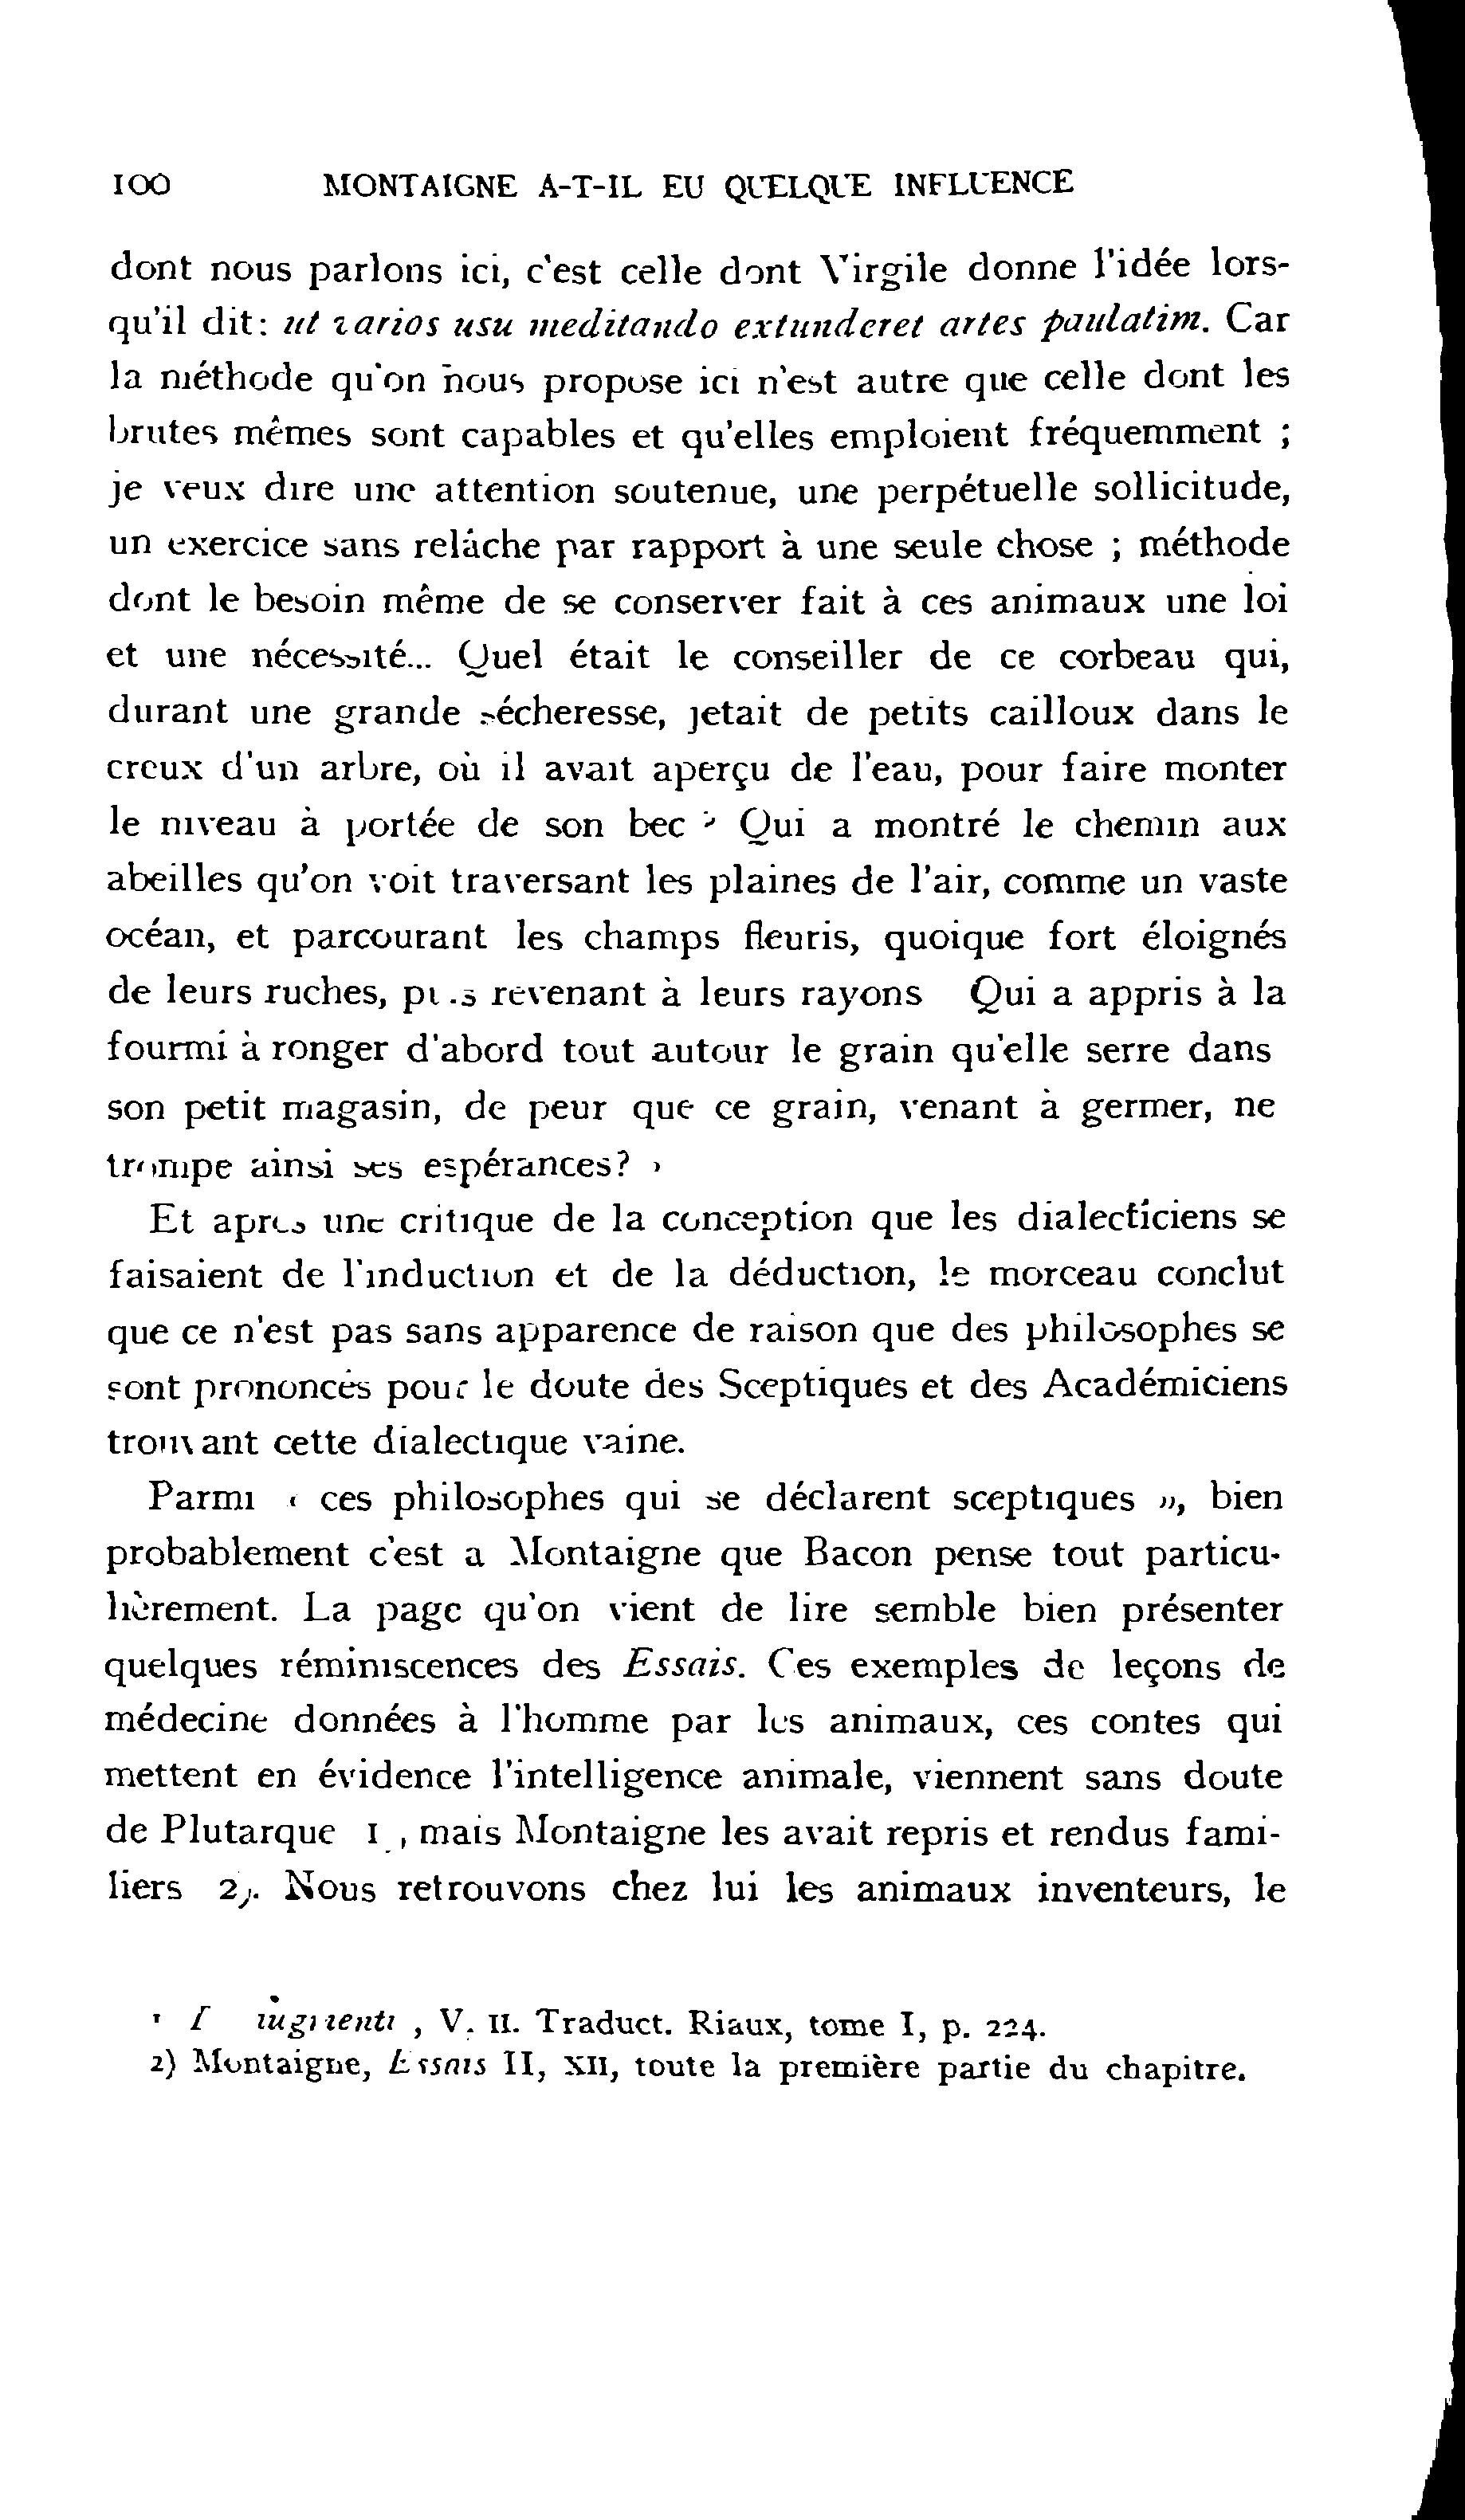 100 MONTAIGNE A-T-IL EU QUELQUE INFLUENCE
dont nous parlons ici, c'est celle dont Virgile donne l'idée lors-
qu'il dit: ut varios usu meditando extunderet artes paulatim. Car
la méthode qu'on nous propose ici n'est autre que celle dont les
brutes mêmes sont capables et qu'elles emploient fréquemment ;
je veux dire une attention soutenue, une perpétuelle sollicitude,
un exercice sans relâche par rapport à une seule chose ; méthode
dont le besoin même de se conserver fait à ces animaux une loi
et une nécessité... Quel était le conseiller de ce corbeau qui,
durant une grande sécheresse, jetait de petits cailloux dans le
creux d'un arbre, où il avait aperçu de l'eau, pour faire monter
le niveau à portée de son bec ? Qui a montré le chemin aux
abeilles qu'on voit traversant les plaines de l'air, comme un vaste
océan, et parcourant les champs fleuris, quoique fort éloignés
de leurs ruches, puis revenant à leurs rayons Qui a appris à la
fourmi à ronger d'abord tout autour le grain qu'elle serre dans
son petit magasin, de peur que ce grain, venant à germer, ne
trompe ainsi ses espérances? »
Et après une critique de la conception que les dialecticiens se
faisaient de l'induction et de la déduction, le morceau conclut
que ce n'est pas sans apparence de raison que des philosophes se
sont prononcés pour le doute des Sceptiques et des Académiciens
trouvant cette dialectique vaine.
Parmi « ces philosophes qui se déclarent sceptiques », bien
probablement c'est a Montaigne que Bacon pense tout particu-
lièrement. La page qu'on vient de lire semble bien présenter
quelques réminiscences des Essais. Ces exemples de leçons de
médecine données à l'homme par les animaux, ces contes qui
mettent en évidence l'intelligence animale, viennent sans doute
de Plutarque 1, mais Montaigne les avait repris et rendus fami-
liers 2). Nous retrouvons chez lui les animaux inventeurs, le
V. II. Traduct. Riaux, tome I, p. 224.
2) Montaigne, Essais II, XII, toute la première partie du chapitre.